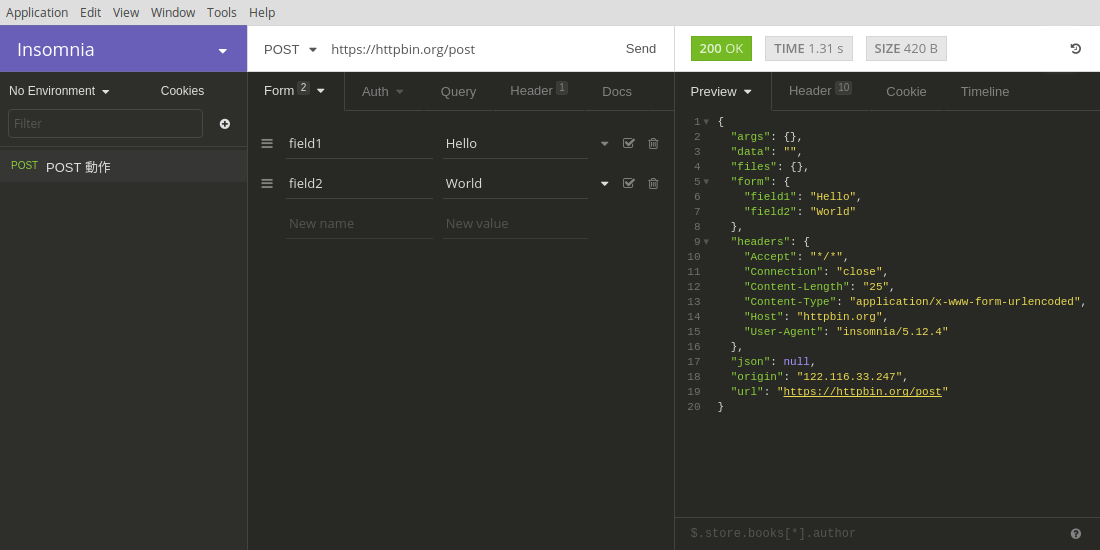 Application Edit View Window Tools Help
Insomnia
POST https://httpbin.org/post Send
200 OK TIME 1.31 s SIZE 420 B
No Environment Cookies
Filter
POST POST 動作
Form 2 Auth Query Header 1 Docs
field1 Hello
field2 World
New name New value
Preview Header 10 Cookie Timeline
1 {
2 "args": {},
3 "data": "",
4 "files": {},
5 "form": {
6 "field1": "Hello",
7 "field2": "World"
8 },
9 "headers": {
10 "Accept": "*/*",
11 "Connection": "close",
12 "Content-Length": "25",
13 "Content-Type": "application/x-www-form-urlencoded",
14 "Host": "httpbin.org",
15 "User-Agent": "insomnia/5.12.4"
16 },
17 "json": null,
18 "origin": "122.116.33.247",
19 "url": "https://httpbin.org/post"
20 }
$.store.books[*].author